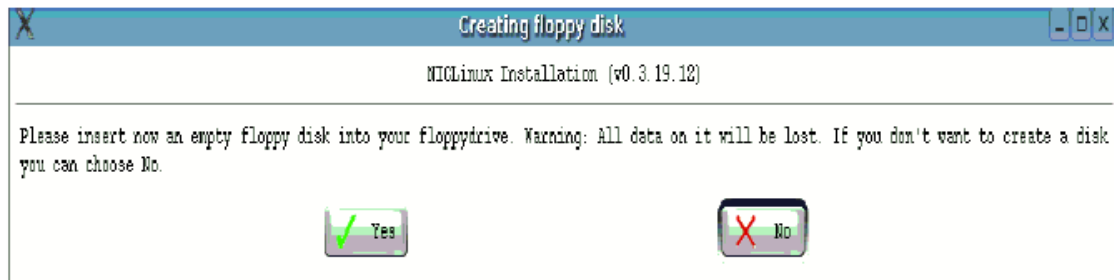 Creating floppy disk
NICLinux Installation (v0.3.19.12)
Please insert now an empty floppy disk into your floppydrive. Warning: All data on it will be lost. If you don't want to create a disk
you can choose No.
Yes
No